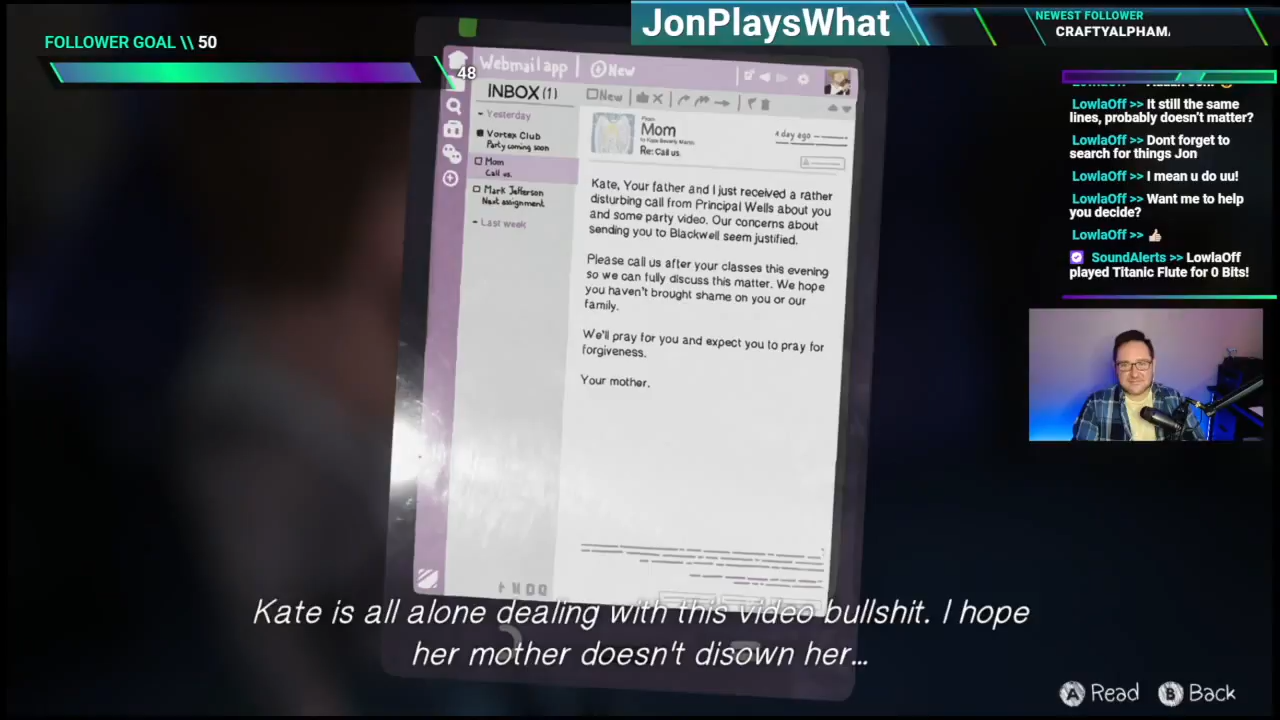 FOLLOWER GOAL \\ 50
48
JonPlaysWhat
NEWEST FOLLOWER
CRAFTYALPHAM
LowlaOff >> It still the same
lines, probably doesn't matter?
LowlaOff >> Dont forget to
search for things Jon
LowlaOff >> I mean u do uu!
LowlaOff >> Want me to help
you decide?
LowlaOff >> 👍🏻
SoundAlerts >> LowlaOff
played Titanic Flute for 0 Bits!
Webmail app | + New
INBOX (1)
- Yesterday
Vortex Club
Party coming soon
Mom
Call us.
Mark Jefferson
Next assignment
- Last week
New
From
Mom
to Kate Beverly Marsh
Re: Call us.
A day ago
Kate, Your father and I just received a rather
disturbing call from Principal Wells about you
and some party video. Our concerns about
sending you to Blackwell seem justified.
Please call us after your classes this evening
so we can fully discuss this matter. We hope
you haven't brought shame on you or our
family.
We'll pray for you and expect you to pray for
forgiveness.
Your mother.
Kate is all alone dealing with this video bullshit. I hope
her mother doesn't disown her...
A Read B Back